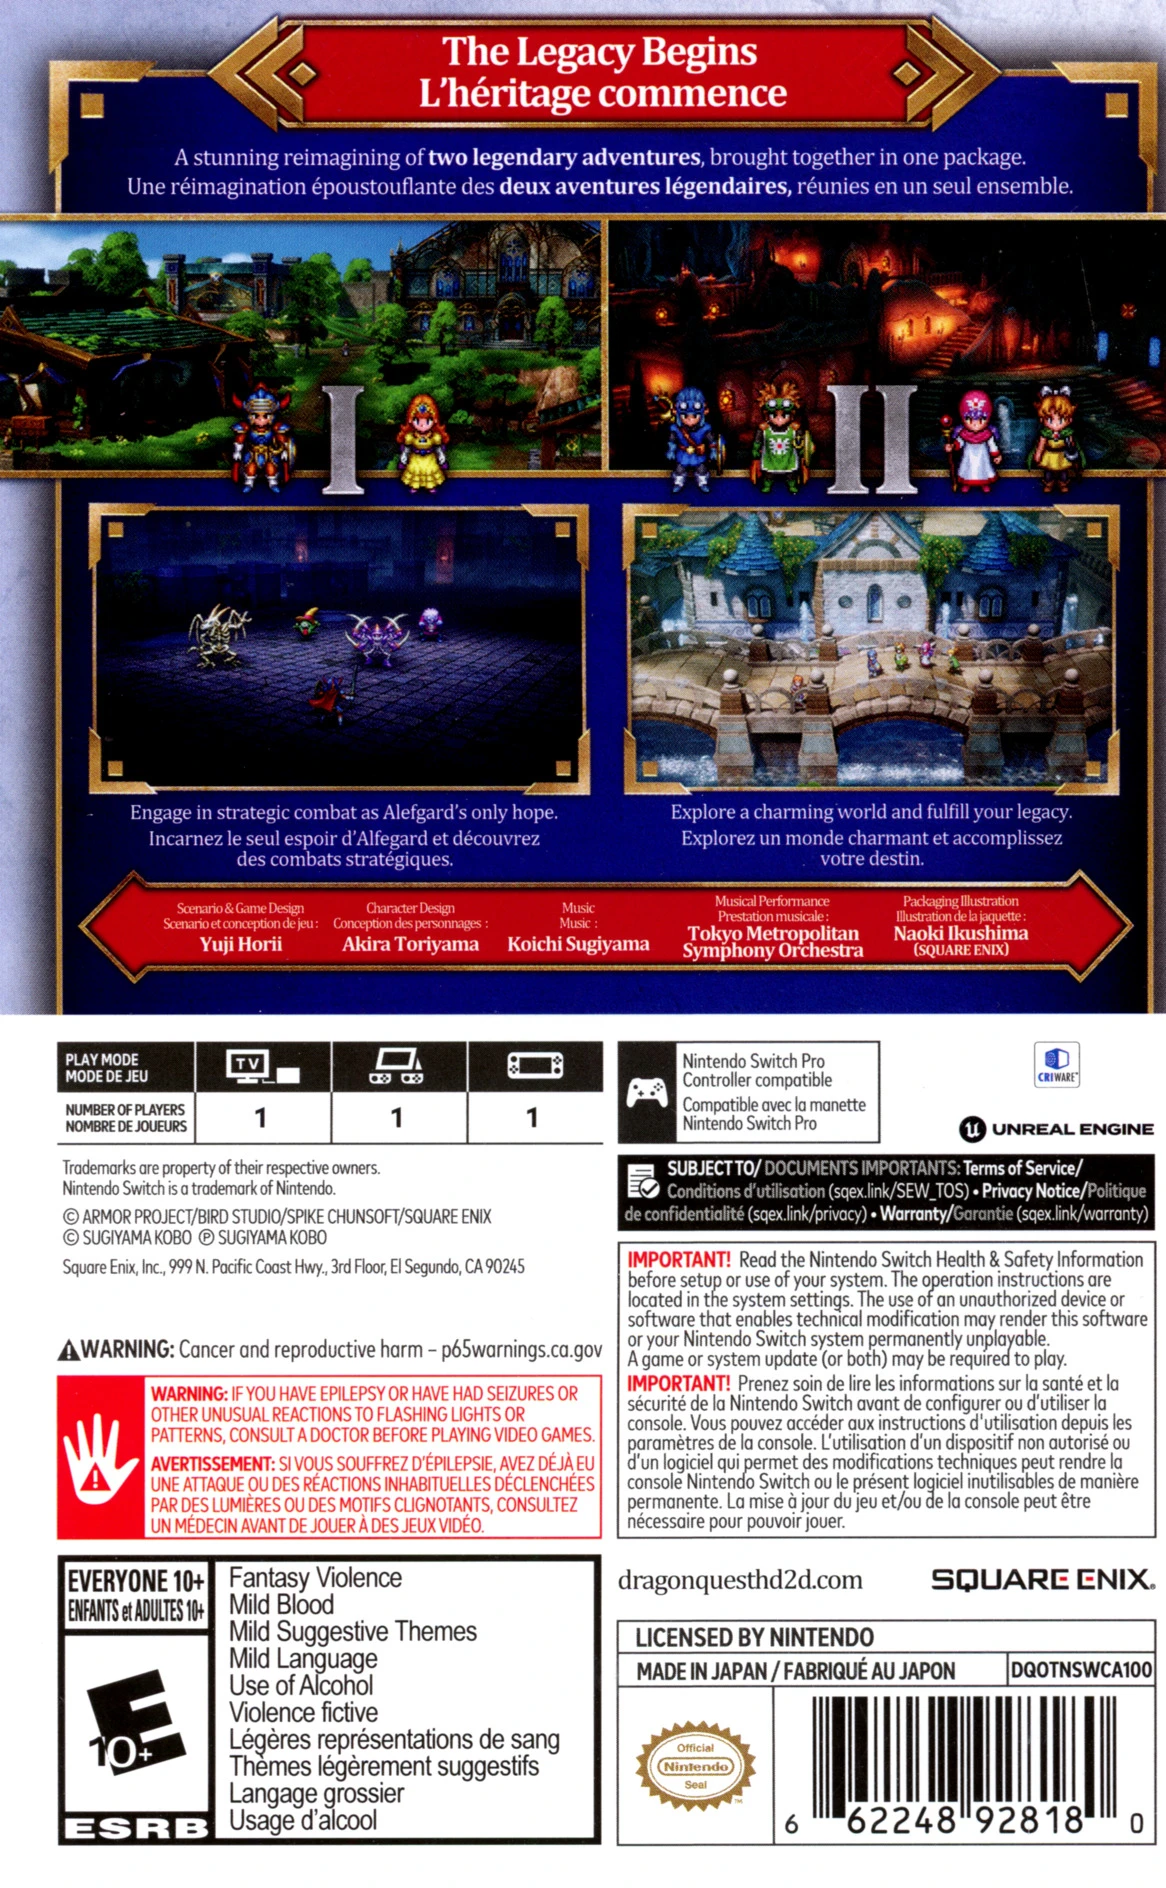 The Legacy Begins
L'héritage commence
A stunning reimagining of two legendary adventures, brought together in one package.
Une réimagination époustouflante des deux aventures légendaires, réunies en un seul ensemble.
I
II
Engage in strategic combat as Alefgard's only hope.
Incarnez le seul espoir d'Alfegard et découvrez
des combats stratégiques.
Explore a charming world and fulfill your legacy.
Explorez un monde charmant et accomplissez
votre destin.
Scenario & Game Design
Scenario et conception de jeu :
Yuji Horii
Character Design
Conception des personnages :
Akira Toriyama
Music
Music :
Koichi Sugiyama
Musical Performance
Prestation musicale :
Tokyo Metropolitan
Symphony Orchestra
Packaging Illustration
Illustration de la jaquette :
Naoki Ikushima
(SQUARE ENIX)
PLAY MODE
MODE DE JEU
TV
NUMBER OF PLAYERS
NOMBRE DE JOUEURS
1
1
1
Nintendo Switch Pro
Controller compatible
Compatible avec la manette
Nintendo Switch Pro
CRIWARE™
UNREAL ENGINE
Trademarks are property of their respective owners.
Nintendo Switch is a trademark of Nintendo.
© ARMOR PROJECT/BIRD STUDIO/SPIKE CHUNSOFT/SQUARE ENIX
© SUGIYAMA KOBO ℗ SUGIYAMA KOBO
Square Enix, Inc., 999 N. Pacific Coast Hwy., 3rd Floor, El Segundo, CA 90245
SUBJECT TO/ DOCUMENTS IMPORTANTS: Terms of Service/
Conditions d'utilisation (sqex.link/SEW_TOS) • Privacy Notice/Politique
de confidentialité (sqex.link/privacy) • Warranty/Garantie (sqex.link/warranty)
IMPORTANT! Read the Nintendo Switch Health & Safety Information
before setup or use of your system. The operation instructions are
located in the system settings. The use of an unauthorized device or
software that enables technical modification may render this software
or your Nintendo Switch system permanently unplayable.
A game or system update (or both) may be required to play.
IMPORTANT! Prenez soin de lire les informations sur la santé et la
sécurité de la Nintendo Switch avant de configurer ou d'utiliser la
console. Vous pouvez accéder aux instructions d'utilisation depuis les
paramètres de la console. L'utilisation d'un dispositif non autorisé ou
d'un logiciel qui permet des modifications techniques peut rendre la
console Nintendo Switch ou le présent logiciel inutilisables de manière
permanente. La mise à jour du jeu et/ou de la console peut être
nécessaire pour pouvoir jouer.
WARNING: Cancer and reproductive harm – p65warnings.ca.gov
WARNING: IF YOU HAVE EPILEPSY OR HAVE HAD SEIZURES OR
OTHER UNUSUAL REACTIONS TO FLASHING LIGHTS OR
PATTERNS, CONSULT A DOCTOR BEFORE PLAYING VIDEO GAMES.
AVERTISSEMENT: SI VOUS SOUFFREZ D'ÉPILEPSIE, AVEZ DÉJÀ EU
UNE ATTAQUE OU DES RÉACTIONS INHABITUELLES DÉCLENCHÉES
PAR DES LUMIÈRES OU DES MOTIFS CLIGNOTANTS, CONSULTEZ
UN MÉDECIN AVANT DE JOUER À DES JEUX VIDÉO.
EVERYONE 10+
ENFANTS et ADULTES 10+
E
10+
ESRB
Fantasy Violence
Mild Blood
Mild Suggestive Themes
Mild Language
Use of Alcohol
Violence fictive
Légères représentations de sang
Thèmes légèrement suggestifs
Langage grossier
Usage d'alcool
dragonquesthd2d.com
SQUARE ENIX®
LICENSED BY NINTENDO
MADE IN JAPAN / FABRIQUÉ AU JAPON
DQOTNSWCA100
Official
Nintendo
Seal
TM
6 62248 92818 0